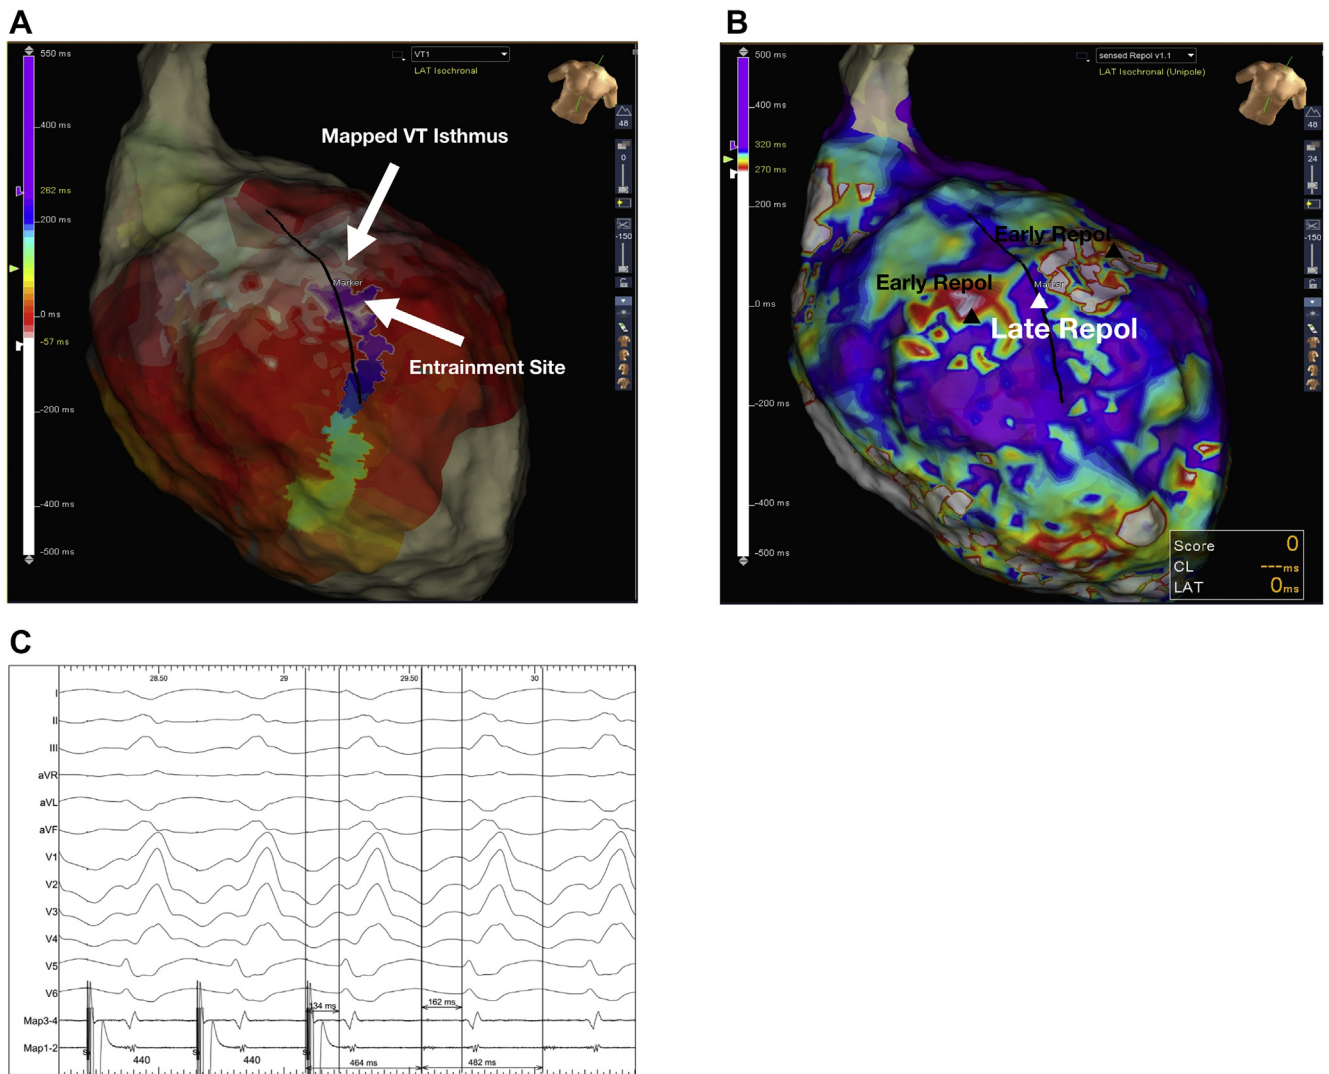 A
550 ms
400 ms
262 ms
200 ms
0 ms
-57 ms
-200 ms
-400 ms
-500 ms
VT1
LAT Isochronal
48
0
-150
Mapped VT Isthmus
Marker
Entrainment Site
B
500 ms
400 ms
320 ms
270 ms
200 ms
0 ms
-200 ms
-400 ms
-500 ms
sensed Repol v1.1
LAT Isochronal (Unipole)
48
24
-150
Early Repol
Early Repol
Marker
Late Repol
Score 0
CL ---ms
LAT 0ms
C
28.50 29 29.50 30
I
II
III
aVR
aVL
aVF
V1
V2
V3
V4
V5
V6
134 ms 162 ms
Map3-4
Map1-2
440 440 464 ms 482 ms